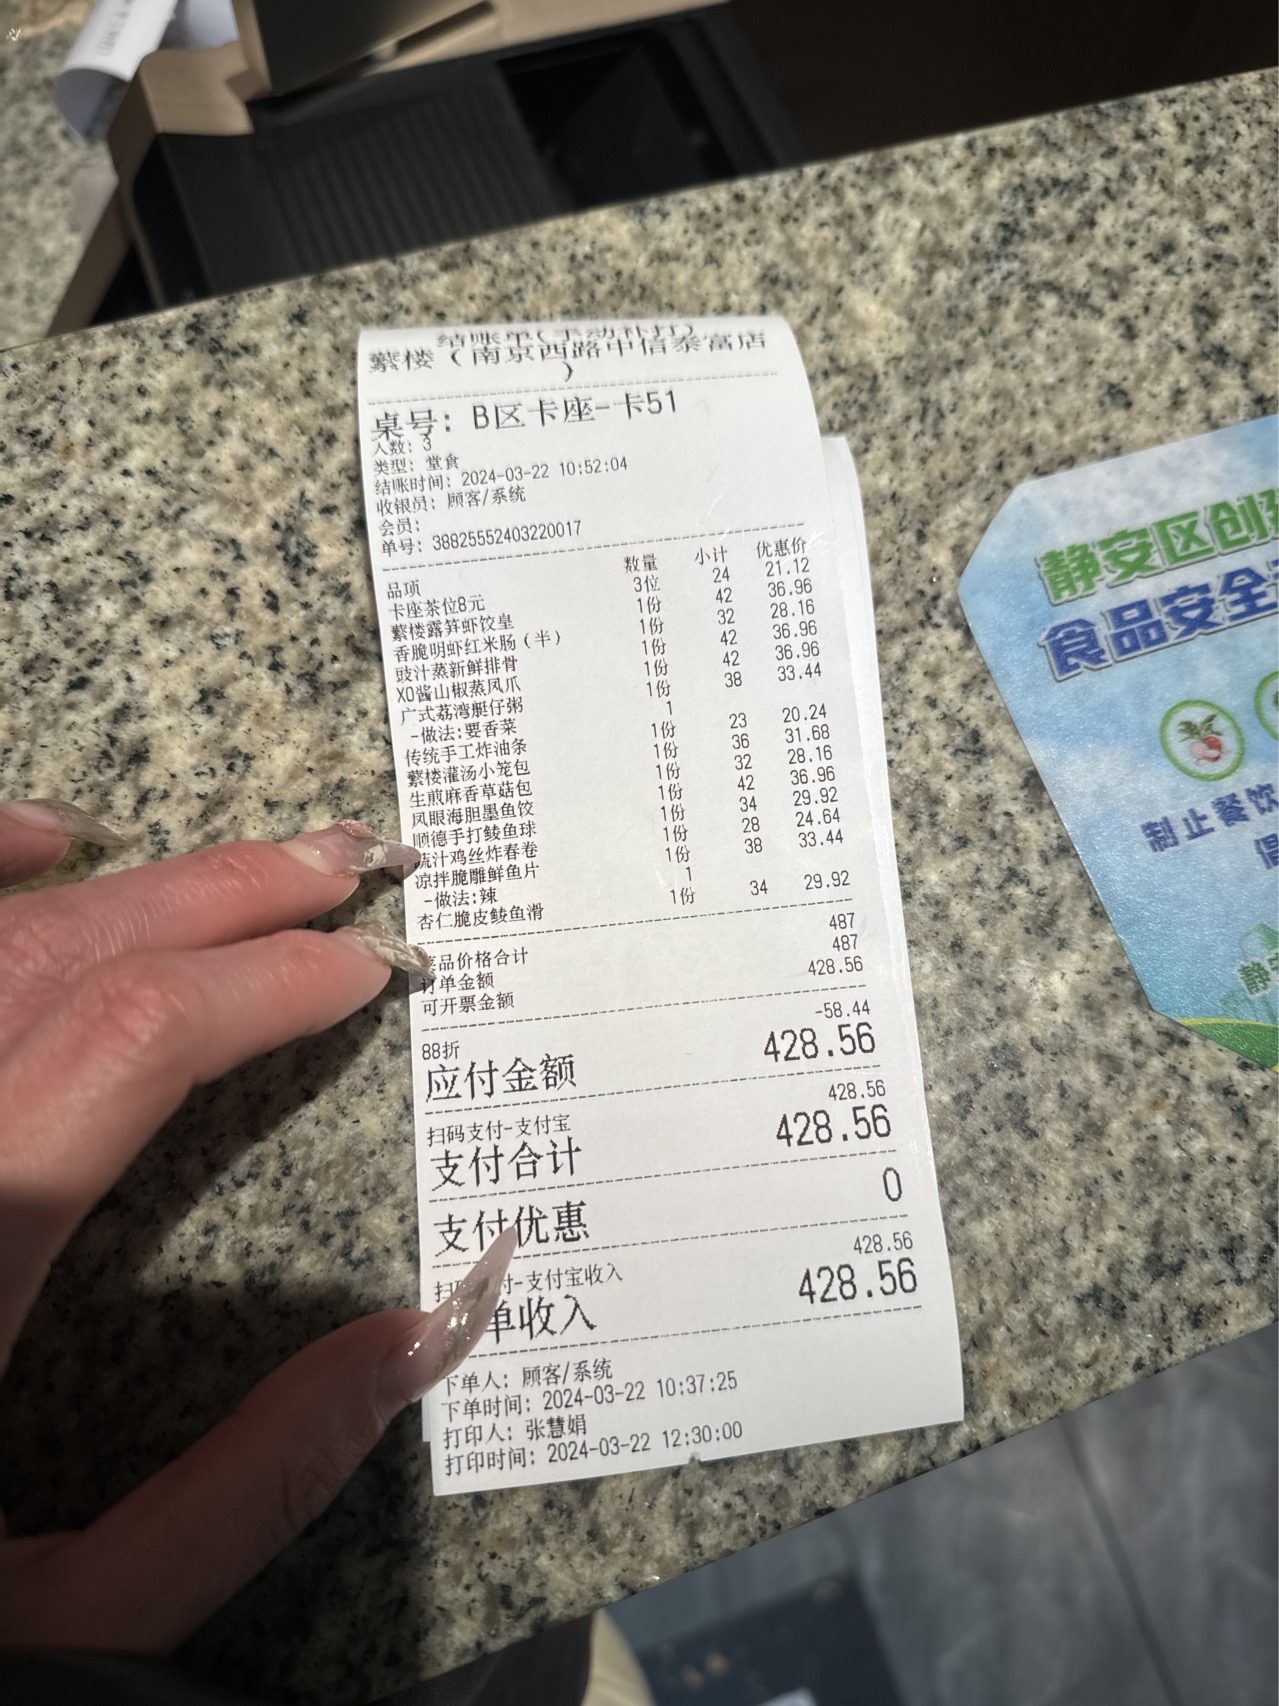 结账单(手动补打)
蘩楼（南京西路中信泰富店
）
桌号: B区卡座-卡51
人数: 3
类型: 堂食
结账时间: 2024-03-22 10:52:04
收银员: 顾客/系统
会员:
单号: 38825552403220017
品项 数量 小计 优惠价
卡座茶位8元 3位 24 21.12
蘩楼露笋虾饺皇 1份 42 36.96
香脆明虾红米肠（半） 1份 32 28.16
豉汁蒸新鲜排骨 1份 42 36.96
XO酱山椒蒸凤爪 1份 42 36.96
广式荔湾艇仔粥 1份 38 33.44
-做法:要香菜 1
传统手工炸油条 1份 23 20.24
蘩楼灌汤小笼包 1份 36 31.68
生煎麻香草菇包 1份 32 28.16
凤眼海胆墨鱼饺 1份 42 36.96
顺德手打鲮鱼球 1份 34 29.92
汁鸡丝炸春卷 1份 28 24.64
凉拌脆雕鲜鱼片 1份 38 33.44
-做法:辣 1
杏仁脆皮鲮鱼滑 1份 34 29.92
菜品价格合计 487
订单金额 487
可开票金额 428.56
88折 -58.44
应付金额 428.56
扫码支付-支付宝 428.56
支付合计 428.56
支付优惠 0
扫 付-支付宝收入 428.56
单收入 428.56
下单人: 顾客/系统
下单时间: 2024-03-22 10:37:25
打印人: 张慧娟
打印时间: 2024-03-22 12:30:00
静安区创
食品安全
制止餐饮
倡
静